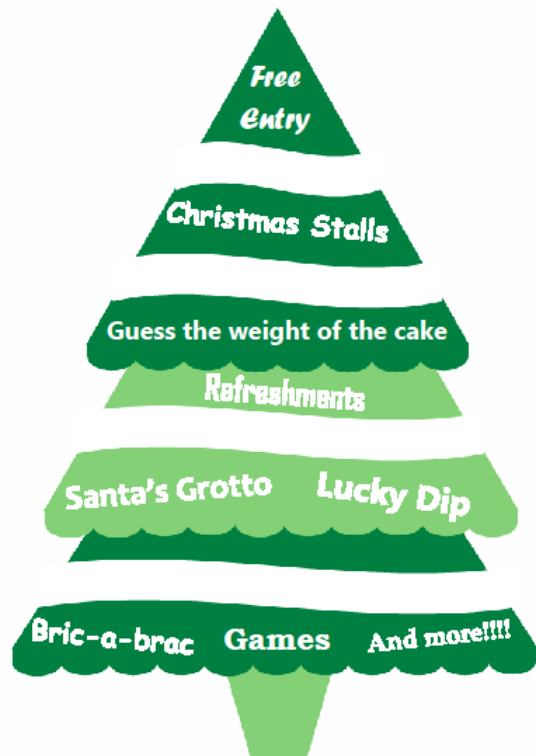 Free
Entry
Christmas Stalls
Guess the weight of the cake
Refreshments
Santa's Grotto
Lucky Dip
Bric-a-brac
Games
And more!!!!